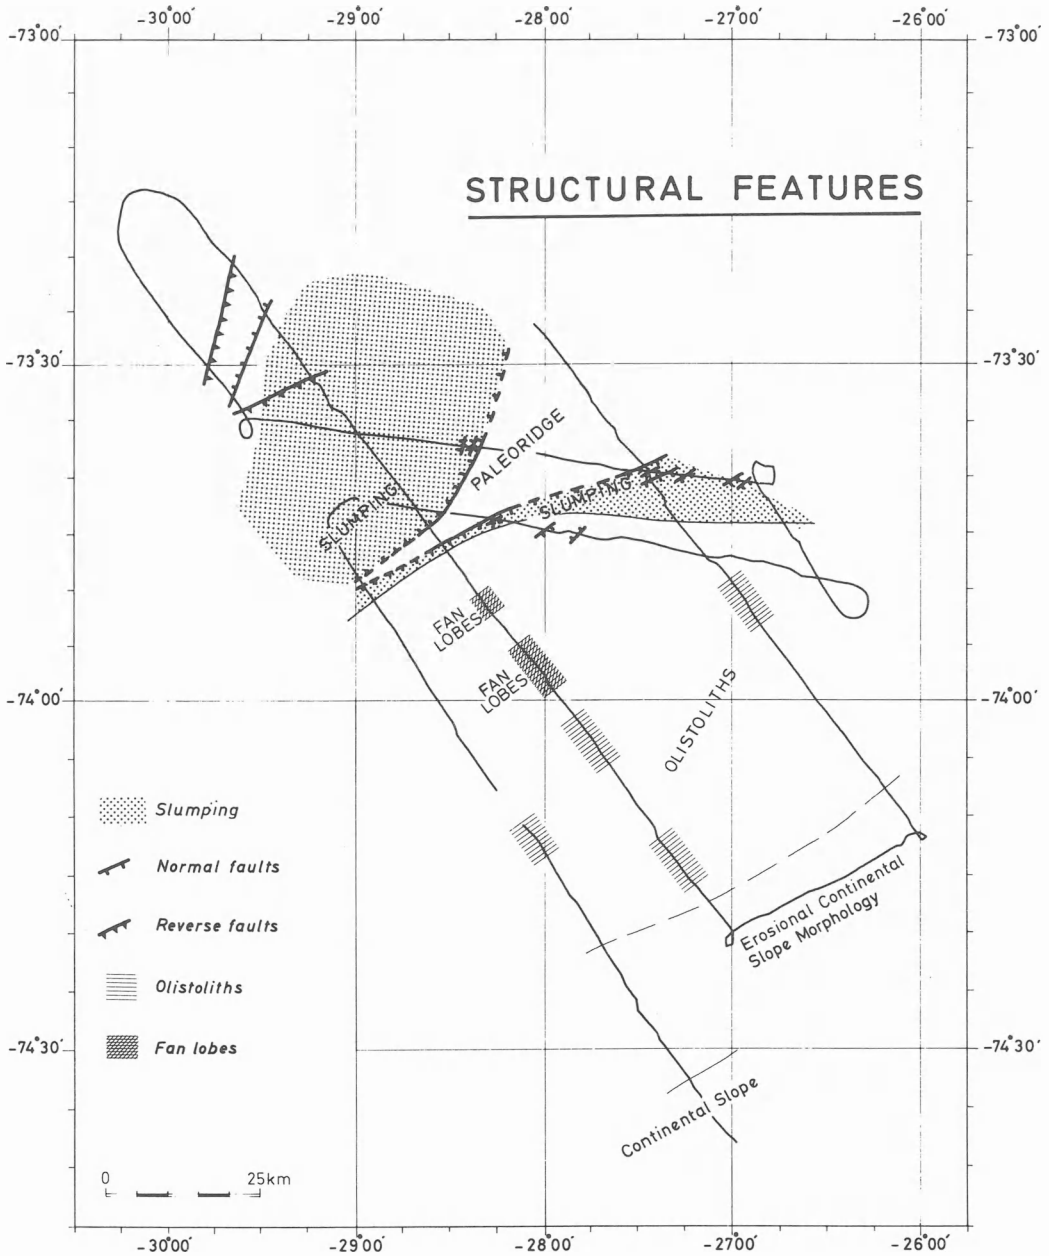 -30°00'
-29°00'
-28°00'
-27°00'
-26°00'
-73°00'
-73°00'
STRUCTURAL FEATURES
-73°30'
-73°30'
PALEORIDGE
SLUMPING
SLUMPING
FAN
LOBES
FAN
LOBES
OLISTOLITHS
-74°00'
-74°00'
Slumping
Normal faults
Reverse faults
Olistoliths
Fan lobes
Erosional Continental
Slope Morphology
-74°30'
-74°30'
Continental Slope
0 25km
-30°00'
-29°00'
-28°00'
-27°00'
-26°00'